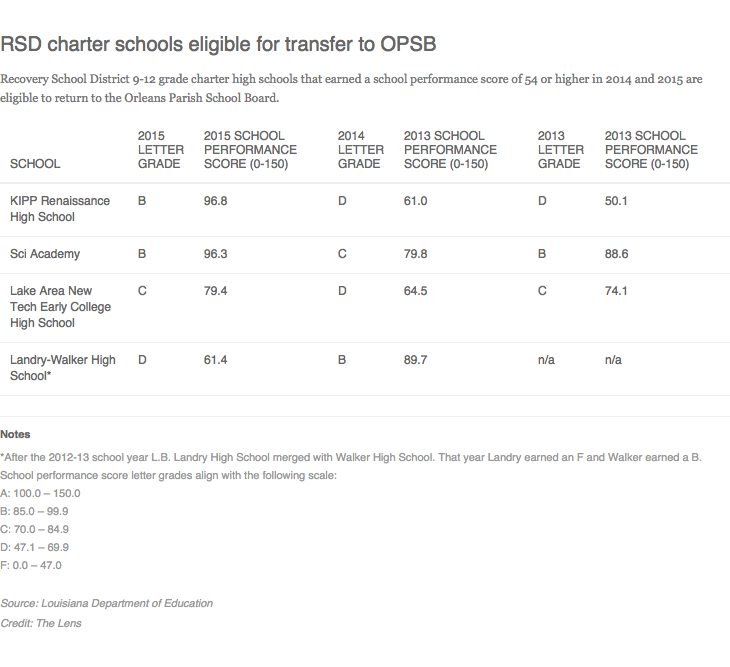 RSD charter schools eligible for transfer to OPSB
Recovery School District 9-12 grade charter high schools that earned a school performance score of 54 or higher in 2014 and 2015 are
eligible to return to the Orleans Parish School Board.
SCHOOL 2015 LETTER GRADE 2015 SCHOOL PERFORMANCE SCORE (0-150) 2014 LETTER GRADE 2013 SCHOOL PERFORMANCE SCORE (0-150) 2013 LETTER GRADE 2013 SCHOOL PERFORMANCE SCORE (0-150)
KIPP Renaissance High School B 96.8 D 61.0 D 50.1
Sci Academy B 96.3 C 79.8 B 88.6
Lake Area New Tech Early College High School C 79.4 D 64.5 C 74.1
Landry-Walker High School* D 61.4 B 89.7 n/a n/a
Notes
*After the 2012-13 school year L.B. Landry High School merged with Walker High School. That year Landry earned an F and Walker earned a B.
School performance score letter grades align with the following scale:
A: 100.0 – 150.0
B: 85.0 – 99.9
C: 70.0 – 84.9
D: 47.1 – 69.9
F: 0.0 – 47.0
Source: Louisiana Department of Education
Credit: The Lens